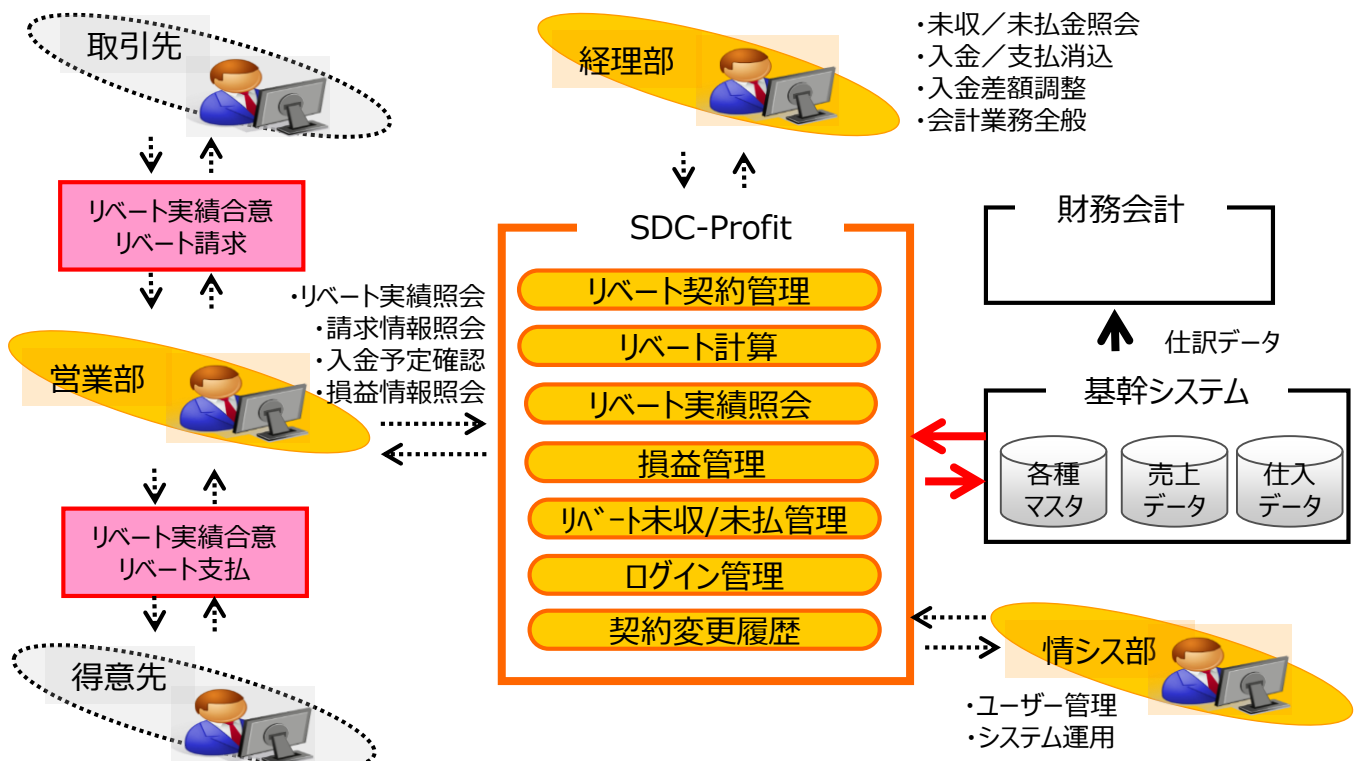 取引先
経理部
・未収／未払金照会
・入金／支払消込
・入金差額調整
・会計業務全般
リベート実績合意
リベート請求
SDC-Profit
財務会計
リベート契約管理
・リベート実績照会
・請求情報照会
・入金予定確認
・損益情報照会
営業部
リベート計算
仕訳データ
リベート実績照会
基幹システム
損益管理
各種
マスタ
売上
データ
仕入
データ
リベート未収/未払管理
リベート実績合意
リベート支払
ログイン管理
契約変更履歴
得意先
情シス部
・ユーザー管理
・システム運用